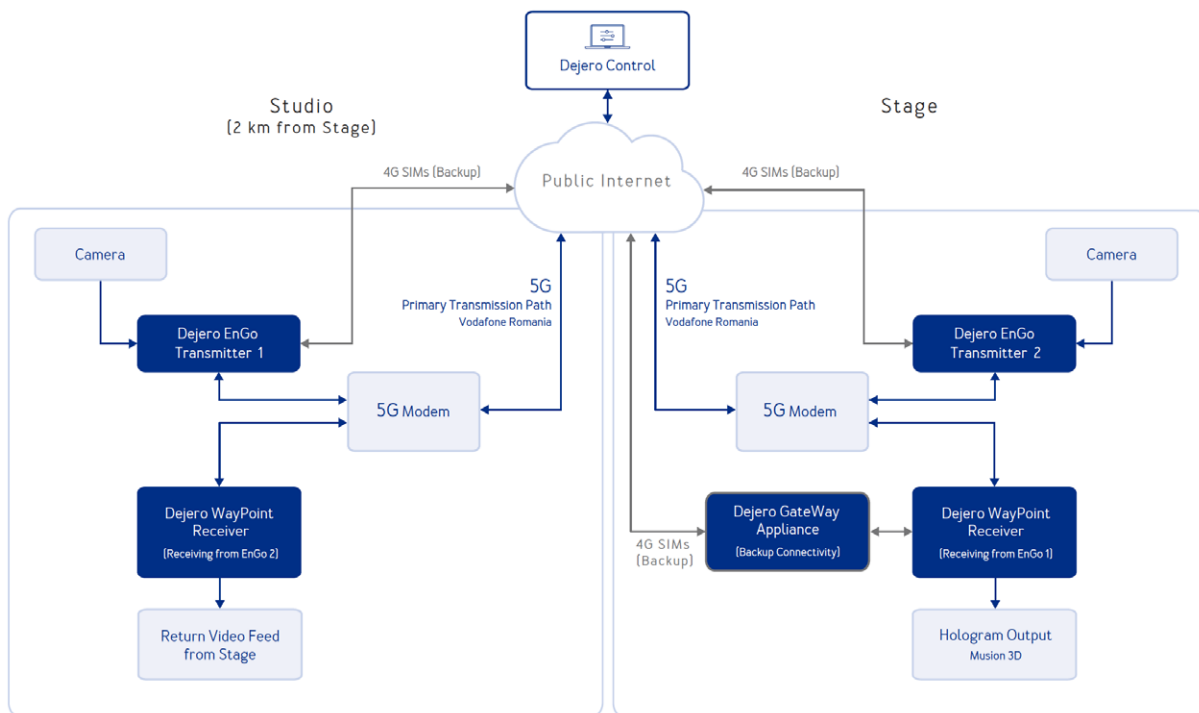 Dejero Control
Studio
(2 km from Stage)
Stage
4G SIMs (Backup)
Public Internet
4G SIMs (Backup)
Camera
Camera
5G
Primary Transmission Path
Vodafone Romania
5G
Primary Transmission Path
Vodafone Romania
Dejero EnGo
Transmitter 1
Dejero EnGo
Transmitter 2
5G Modem
5G Modem
Dejero WayPoint
Receiver
(Receiving from EnGo 2)
4G SIMs
(Backup)
Dejero GateWay
Appliance
(Backup Connectivity)
Dejero WayPoint
Receiver
(Receiving from EnGo 1)
Return Video Feed
from Stage
Hologram Output
Musion 3D